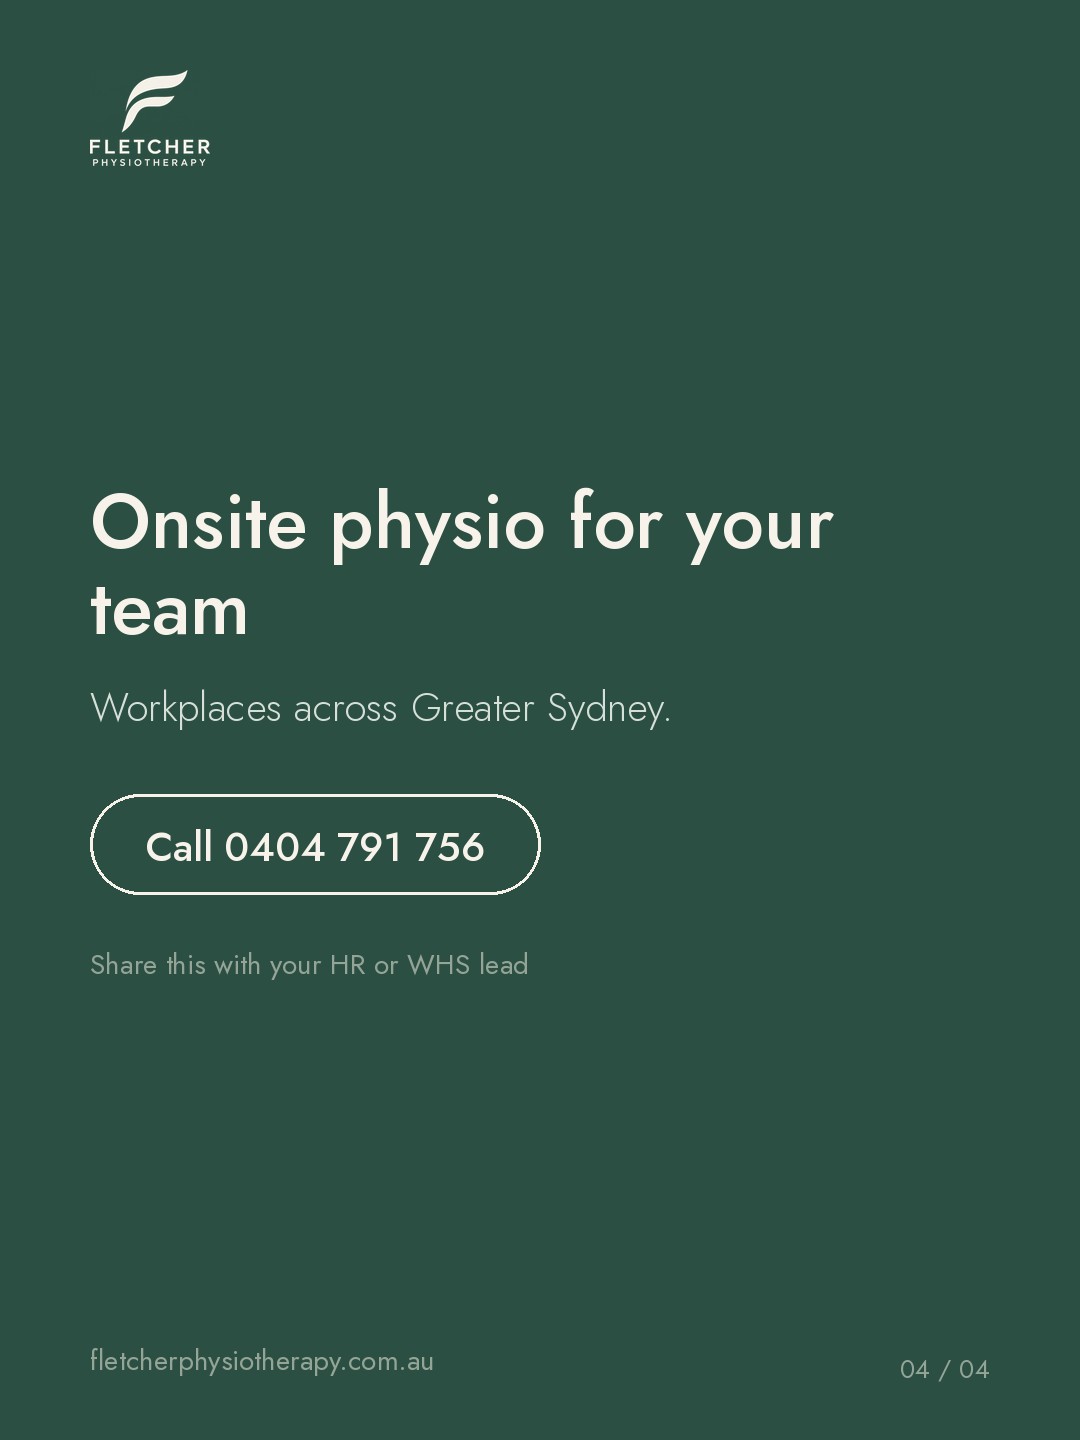 FLETCHER
PHYSIOTHERAPY
Onsite physio for your
team
Workplaces across Greater Sydney.
Call 0404 791 756
Share this with your HR or WHS lead
fletcherphysiotherapy.com.au
04 / 04